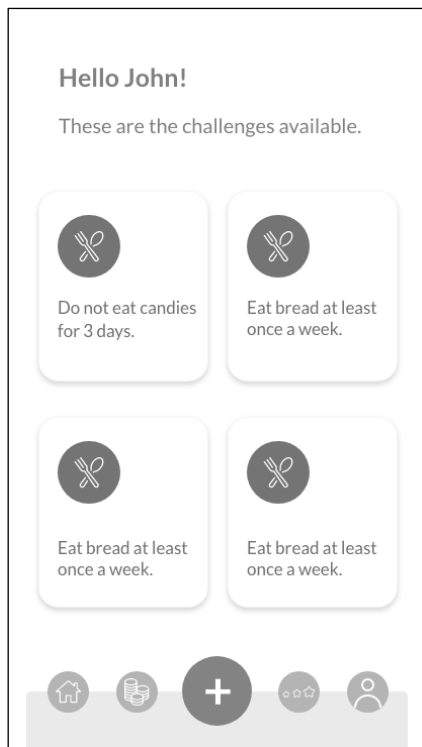 Hello John!
These are the challenges available.
Do not eat candies
for 3 days.
Eat bread at least
once a week.
Eat bread at least
once a week.
Eat bread at least
once a week.